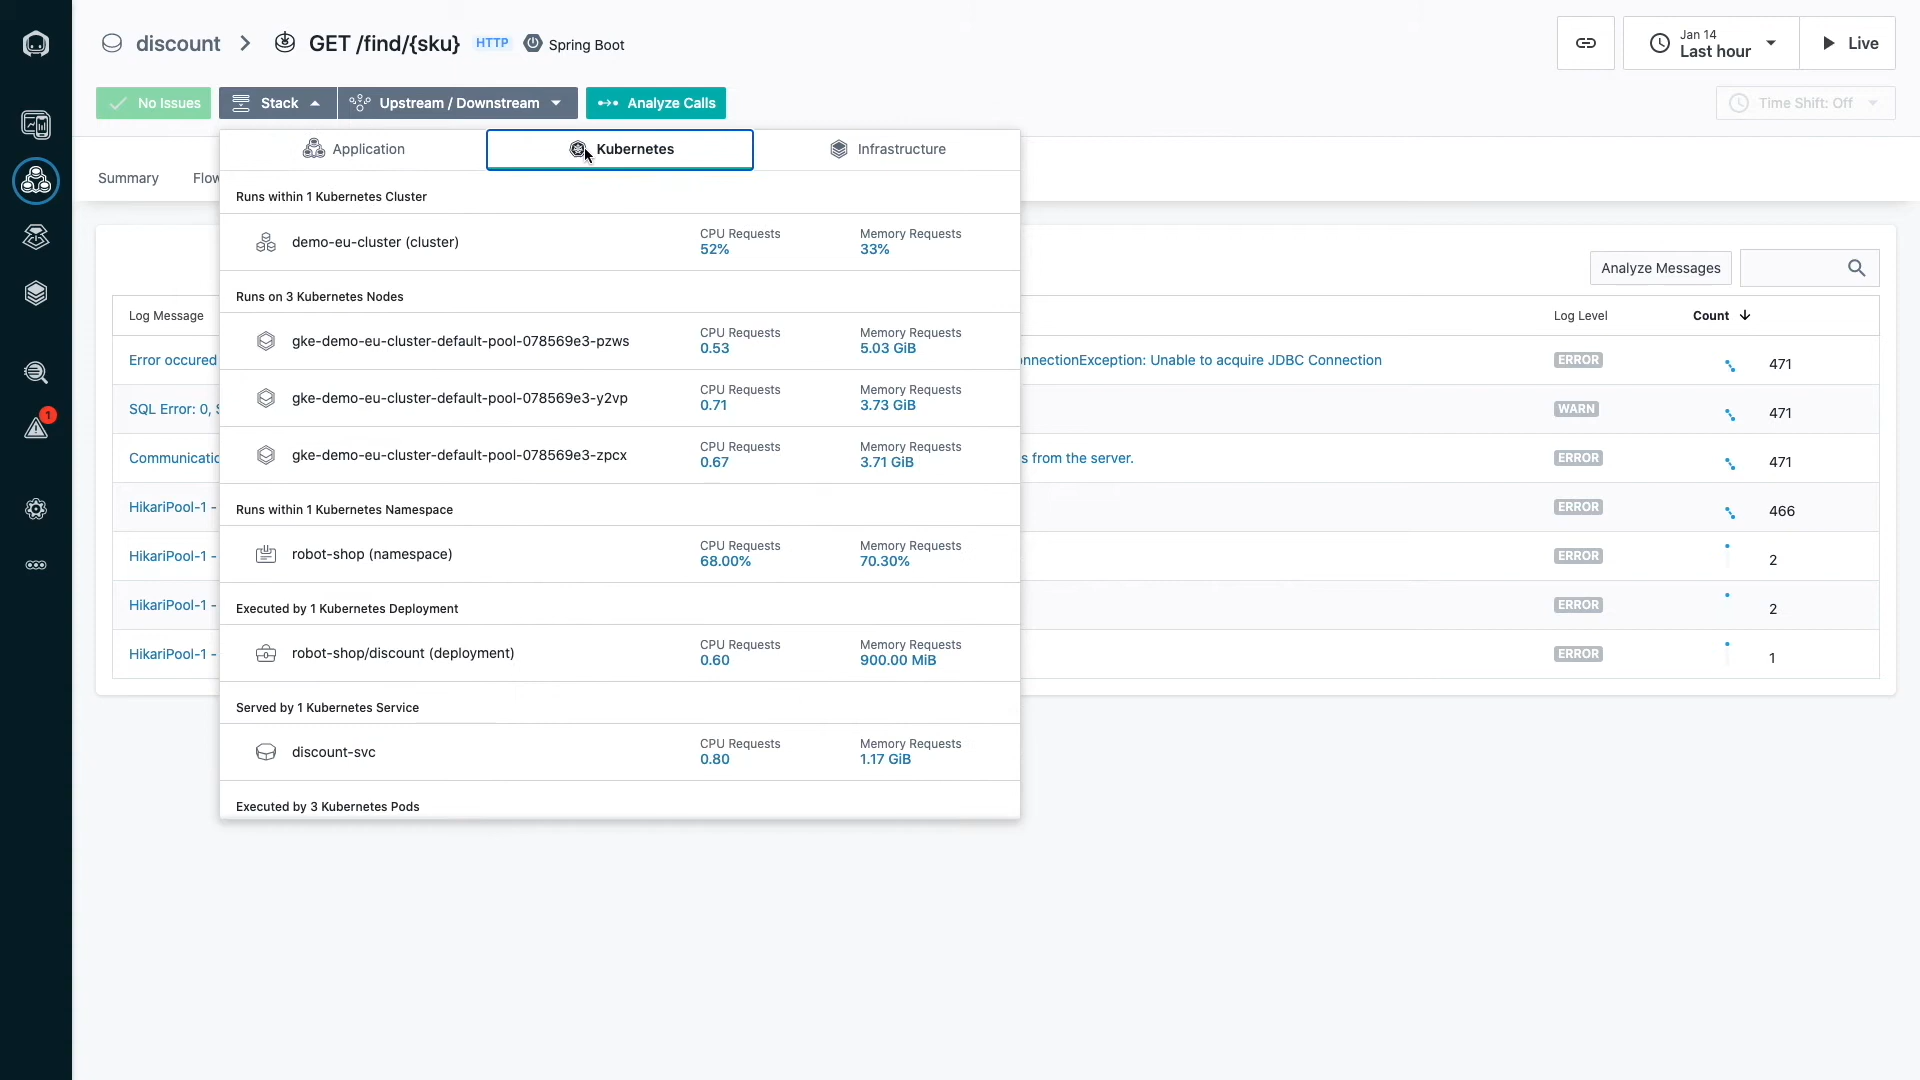 discount > GET /find/{sku} HTTP Spring Boot
Jan 14
Last hour
Live
No Issues
Stack
Upstream / Downstream
Analyze Calls
Time Shift: Off
Summary
Application
Kubernetes
Infrastructure
Runs within 1 Kubernetes Cluster
demo-eu-cluster (cluster)
CPU Requests
52%
Memory Requests
33%
Runs on 3 Kubernetes Nodes
gke-demo-eu-cluster-default-pool-078569e3-pzws
CPU Requests
0.53
Memory Requests
5.03 GiB
gke-demo-eu-cluster-default-pool-078569e3-y2vp
CPU Requests
0.71
Memory Requests
3.73 GiB
gke-demo-eu-cluster-default-pool-078569e3-zpcx
CPU Requests
0.67
Memory Requests
3.71 GiB
Runs within 1 Kubernetes Namespace
robot-shop (namespace)
CPU Requests
68.00%
Memory Requests
70.30%
Executed by 1 Kubernetes Deployment
robot-shop/discount (deployment)
CPU Requests
0.60
Memory Requests
900.00 MiB
Served by 1 Kubernetes Service
discount-svc
CPU Requests
0.80
Memory Requests
1.17 GiB
Executed by 3 Kubernetes Pods
Analyze Messages
Log Message
Log Level
Count
Error occured
onnectionException: Unable to acquire JDBC Connection
ERROR
471
SQL Error: 0,
WARN
471
Communicatio
s from the server.
ERROR
471
HikariPool-1 -
ERROR
466
HikariPool-1 -
ERROR
2
HikariPool-1 -
ERROR
2
HikariPool-1 -
ERROR
1
1